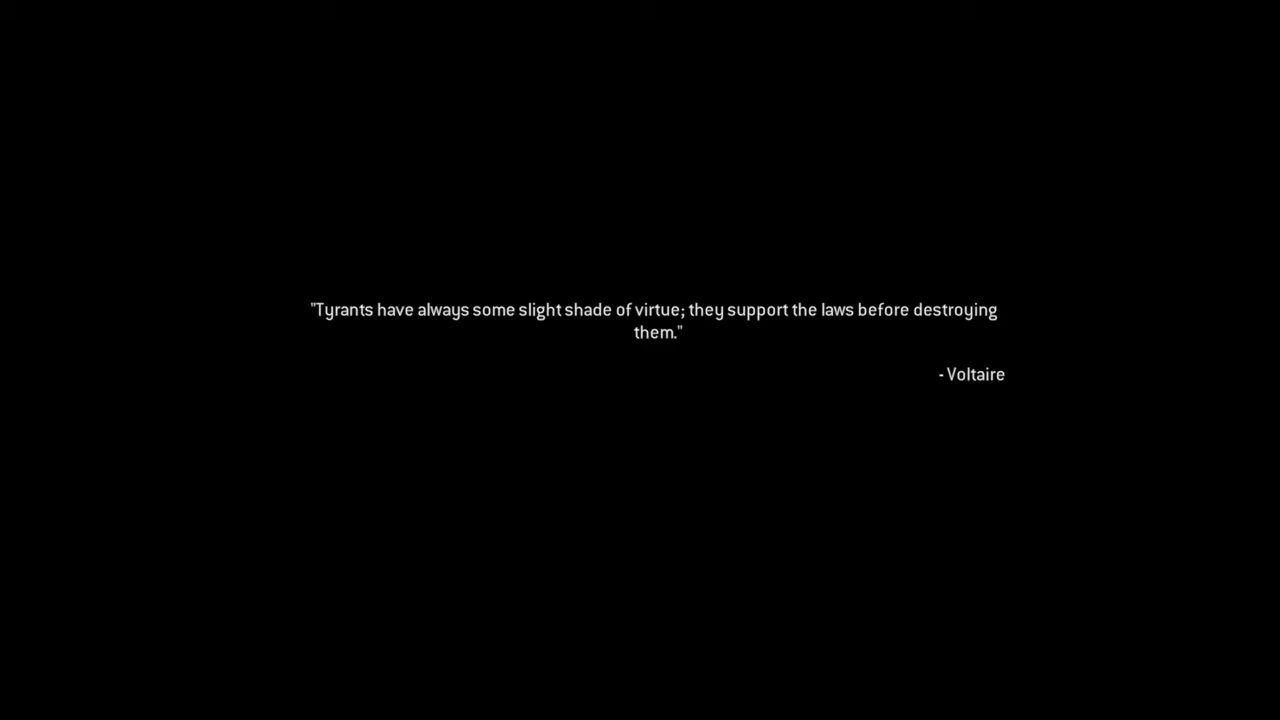 "Tyrants have always some slight shade of virtue; they support the laws before destroying
them."
- Voltaire